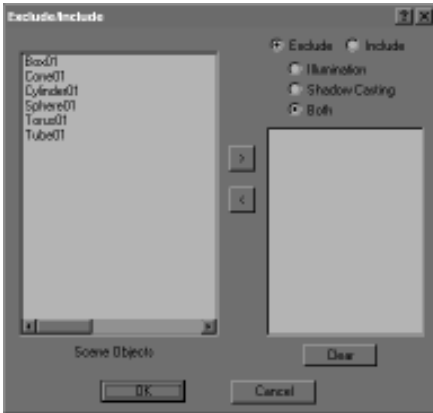 Exclude/Include
Exclude Include
Illumination
Shadow Casting
Both
Box01
Cone01
Cylinder01
Sphere01
Torus01
Tube01
>
<
Scene Objects
Clear
OK
Cancel